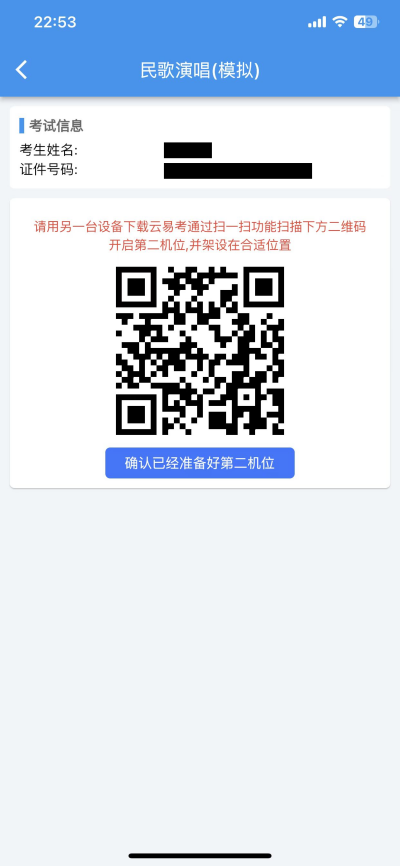 22:53
49
民歌演唱(模拟)
考试信息
考生姓名:
证件号码:
请用另一台设备下载云易考通过扫一扫功能扫描下方二维码
开启第二机位,并架设在合适位置
确认已经准备好第二机位